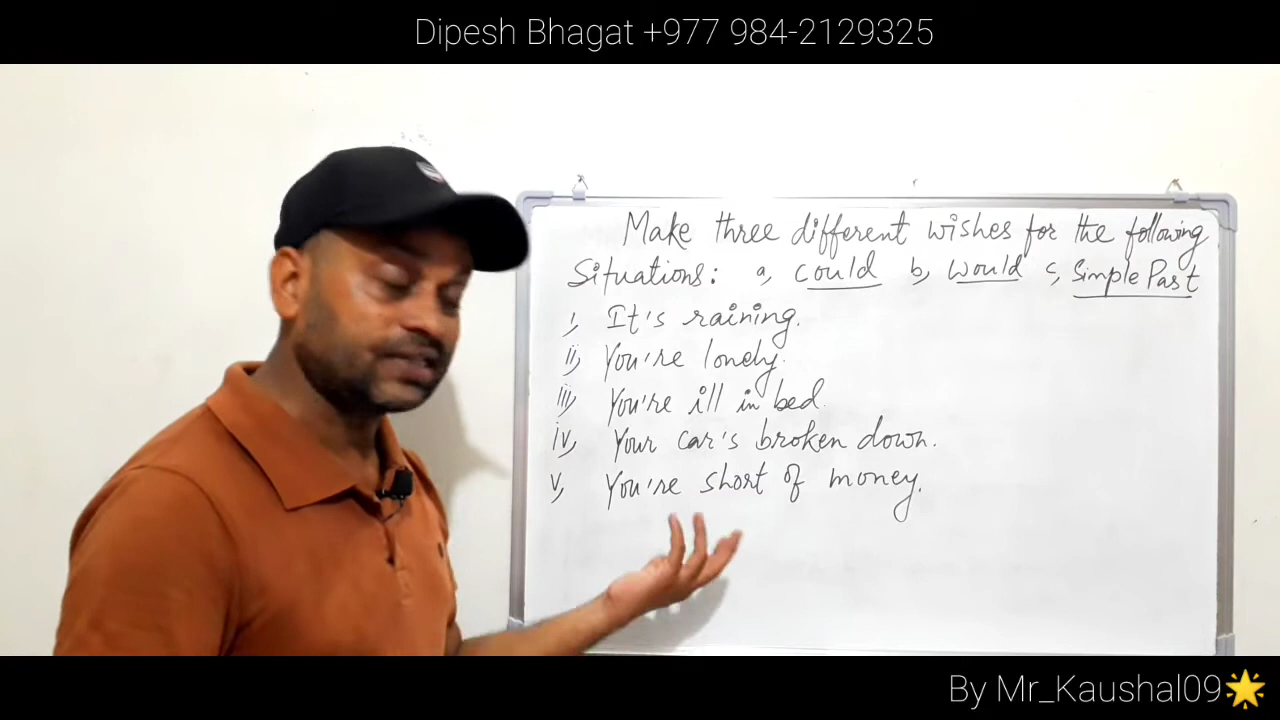 Dipesh Bhagat +977 984-2129325
Make three different wishes for the following
Situations: a, could b, would c, Simple Past
i, It's raining.
ii, You're lonely.
iii, You're ill in bed.
iv, Your car's broken down.
v, You're short of money.
By Mr_Kaushal09🌟